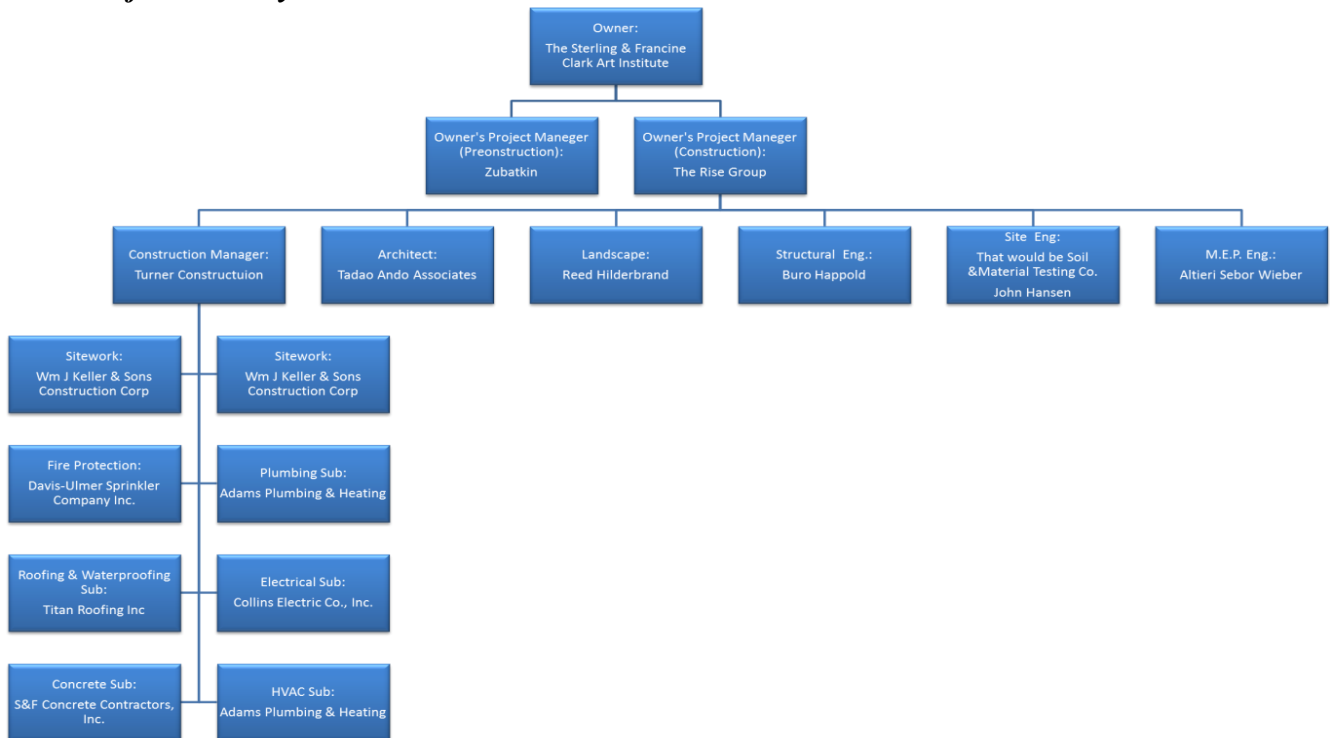 Owner:
The Sterling & Francine
Clark Art Institute
Owner's Project Maneger
(Preonstruction):
Zubatkin
Owner's Project Maneger
(Construction):
The Rise Group
Construction Manager:
Turner Constructuion
Architect:
Tadao Ando Associates
Landscape:
Reed Hilderbrand
Structural Eng.:
Buro Happold
Site Eng:
That would be Soil
&Material Testing Co.
John Hansen
M.E.P. Eng.:
Altieri Sebor Wieber
Sitework:
Wm J Keller & Sons
Construction Corp
Sitework:
Wm J Keller & Sons
Construction Corp
Fire Protection:
Davis-Ulmer Sprinkler
Company Inc.
Plumbing Sub:
Adams Plumbing & Heating
Roofing & Waterproofing
Sub:
Titan Roofing Inc
Electrical Sub:
Collins Electric Co., Inc.
Concrete Sub:
S&F Concrete Contractors,
Inc.
HVAC Sub:
Adams Plumbing & Heating